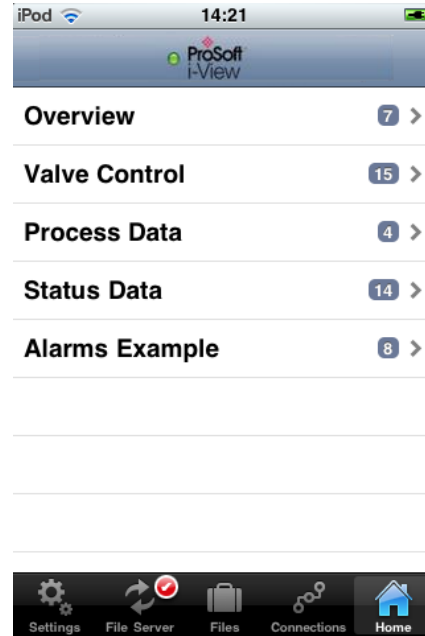 iPod 14:21
ProSoft
i-View
Overview 7
Valve Control 15
Process Data 4
Status Data 14
Alarms Example 8
Settings File Server Files Connections Home